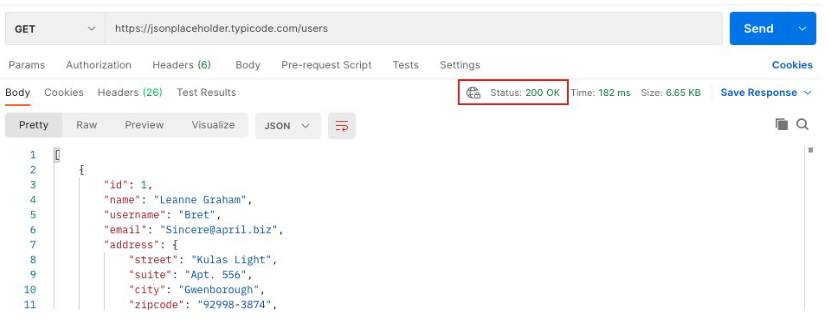 GET https://jsonplaceholder.typicode.com/users Send
Params Authorization Headers (6) Body Pre-request Script Tests Settings Cookies
Body Cookies Headers (26) Test Results Status: 200 OK Time: 182 ms Size: 6.65 KB Save Response
Pretty Raw Preview Visualize JSON
1 [
2 {
3 "id": 1,
4 "name": "Leanne Graham",
5 "username": "Bret",
6 "email": "Sincere@april.biz",
7 "address": {
8 "street": "Kulas Light",
9 "suite": "Apt. 556",
10 "city": "Gwenborough",
11 "zipcode": "92998-3874",